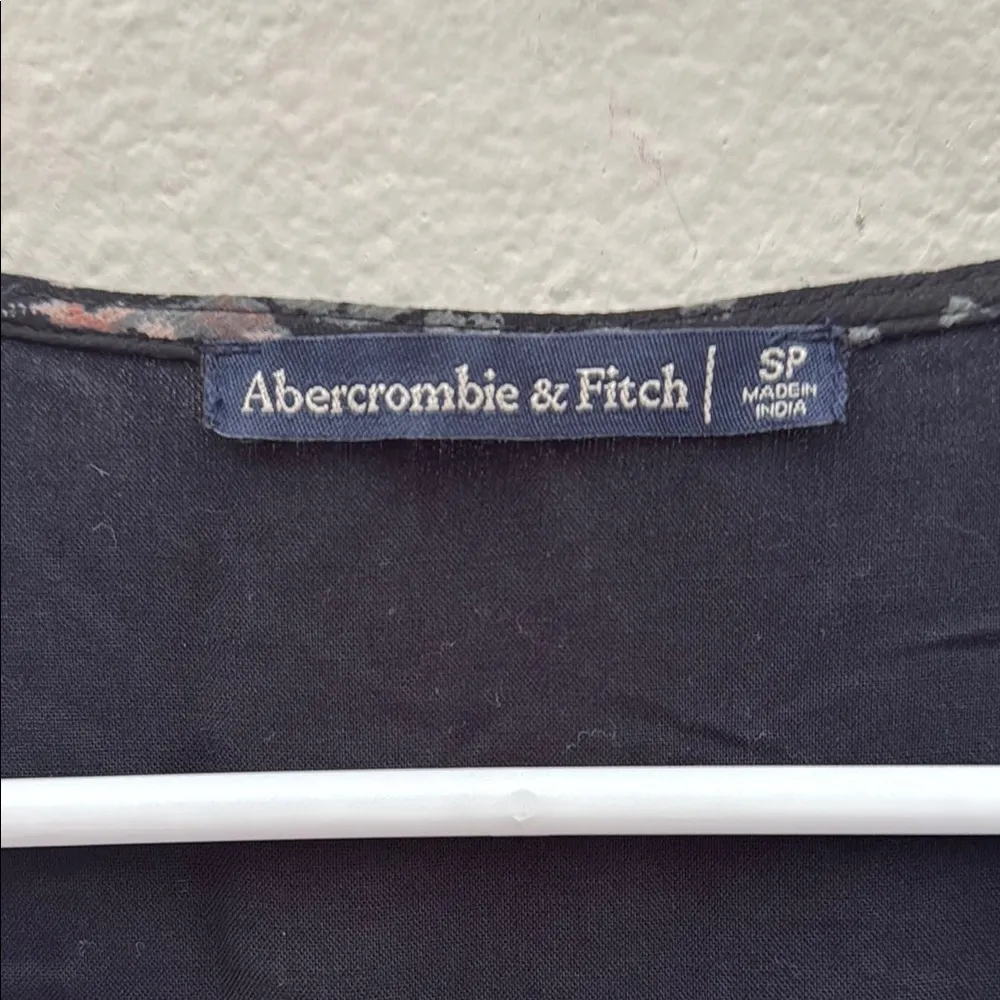 Abercrombie & Fitch | SP
MADE IN
INDIA